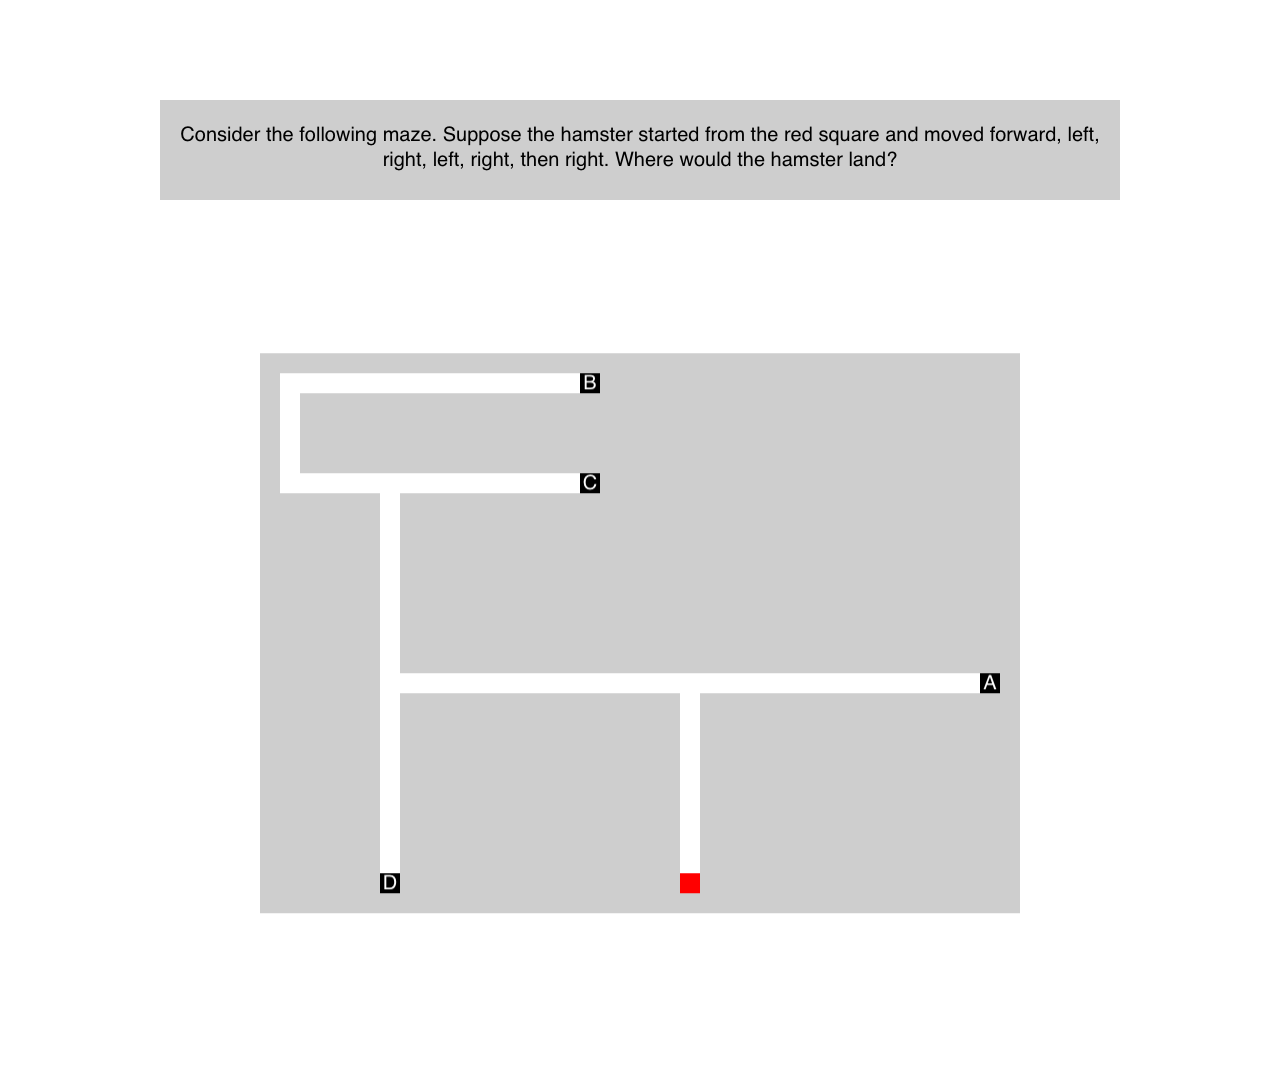 Consider the following maze. Suppose the hamster started from the red square and moved forward, left,
right, left, right, then right. Where would the hamster land?
B
C
A
D